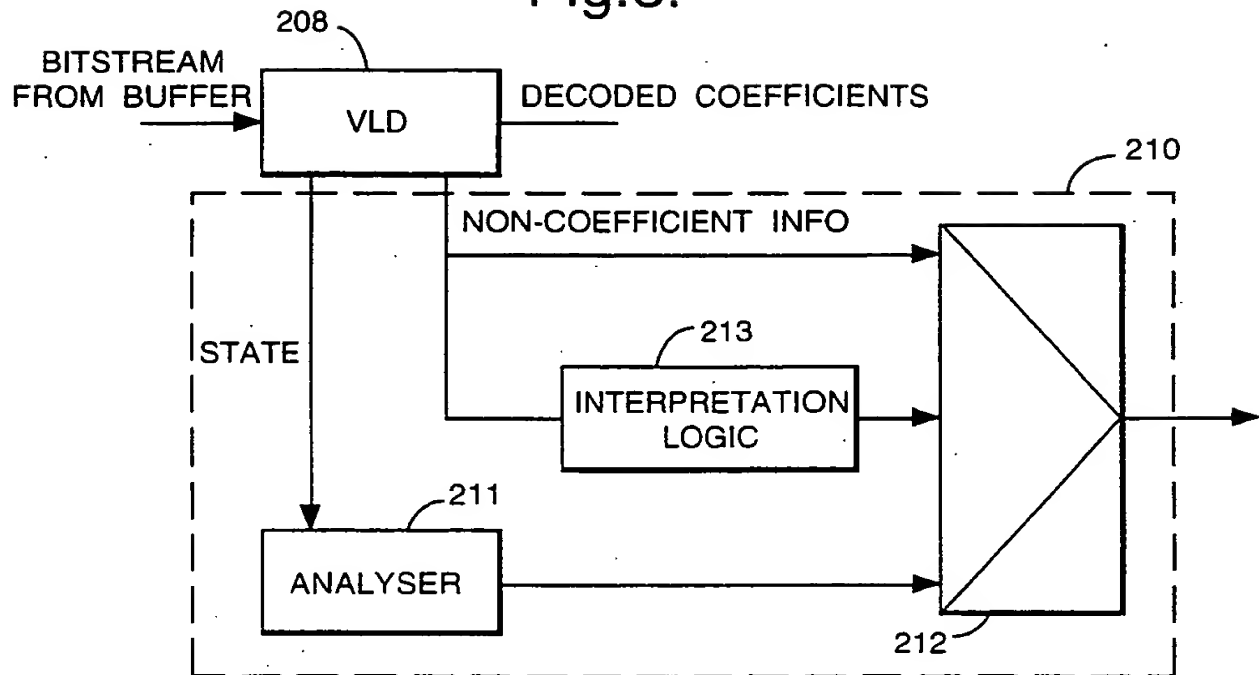 208
BITSTREAM
FROM BUFFER
VLD
DECODED COEFFICIENTS
210
NON-COEFFICIENT INFO
STATE
213
INTERPRETATION
LOGIC
211
ANALYSER
212